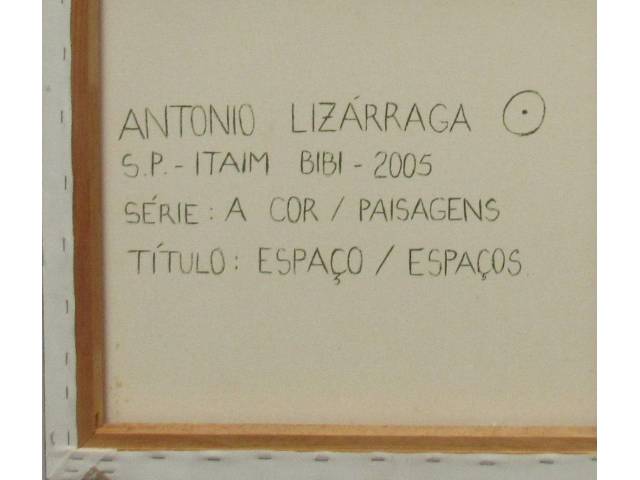 ANTONIO LIZÁRRAGA
S.P. - ITAIM BIBI - 2005
SÉRIE: A COR / PAISAGENS
TÍTULO: ESPAÇO / ESPAÇOS